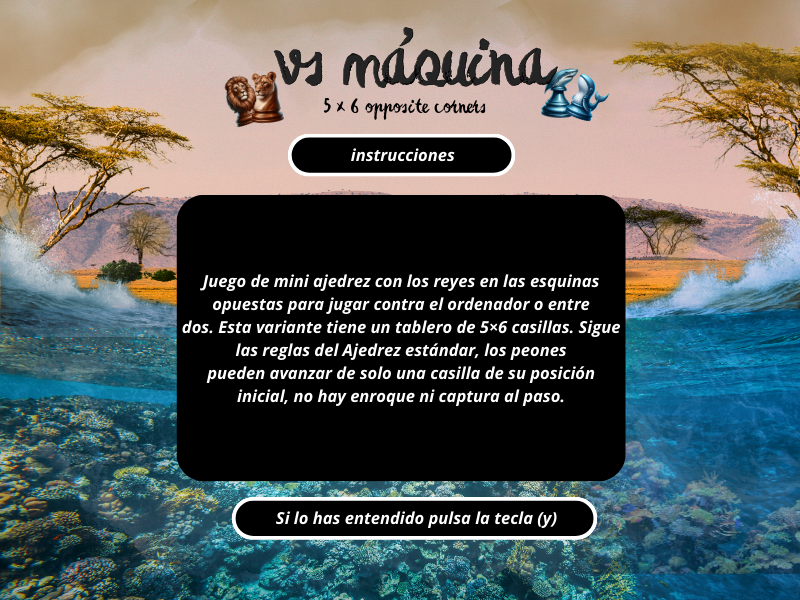 vs máquina
5 x 6 opposite corners
instrucciones
Juego de mini ajedrez con los reyes en las esquinas
opuestas para jugar contra el ordenador o entre
dos. Esta variante tiene un tablero de 5×6 casillas. Sigue
las reglas del Ajedrez estándar, los peones
pueden avanzar de solo una casilla de su posición
inicial, no hay enroque ni captura al paso.
Si lo has entendido pulsa la tecla (y)